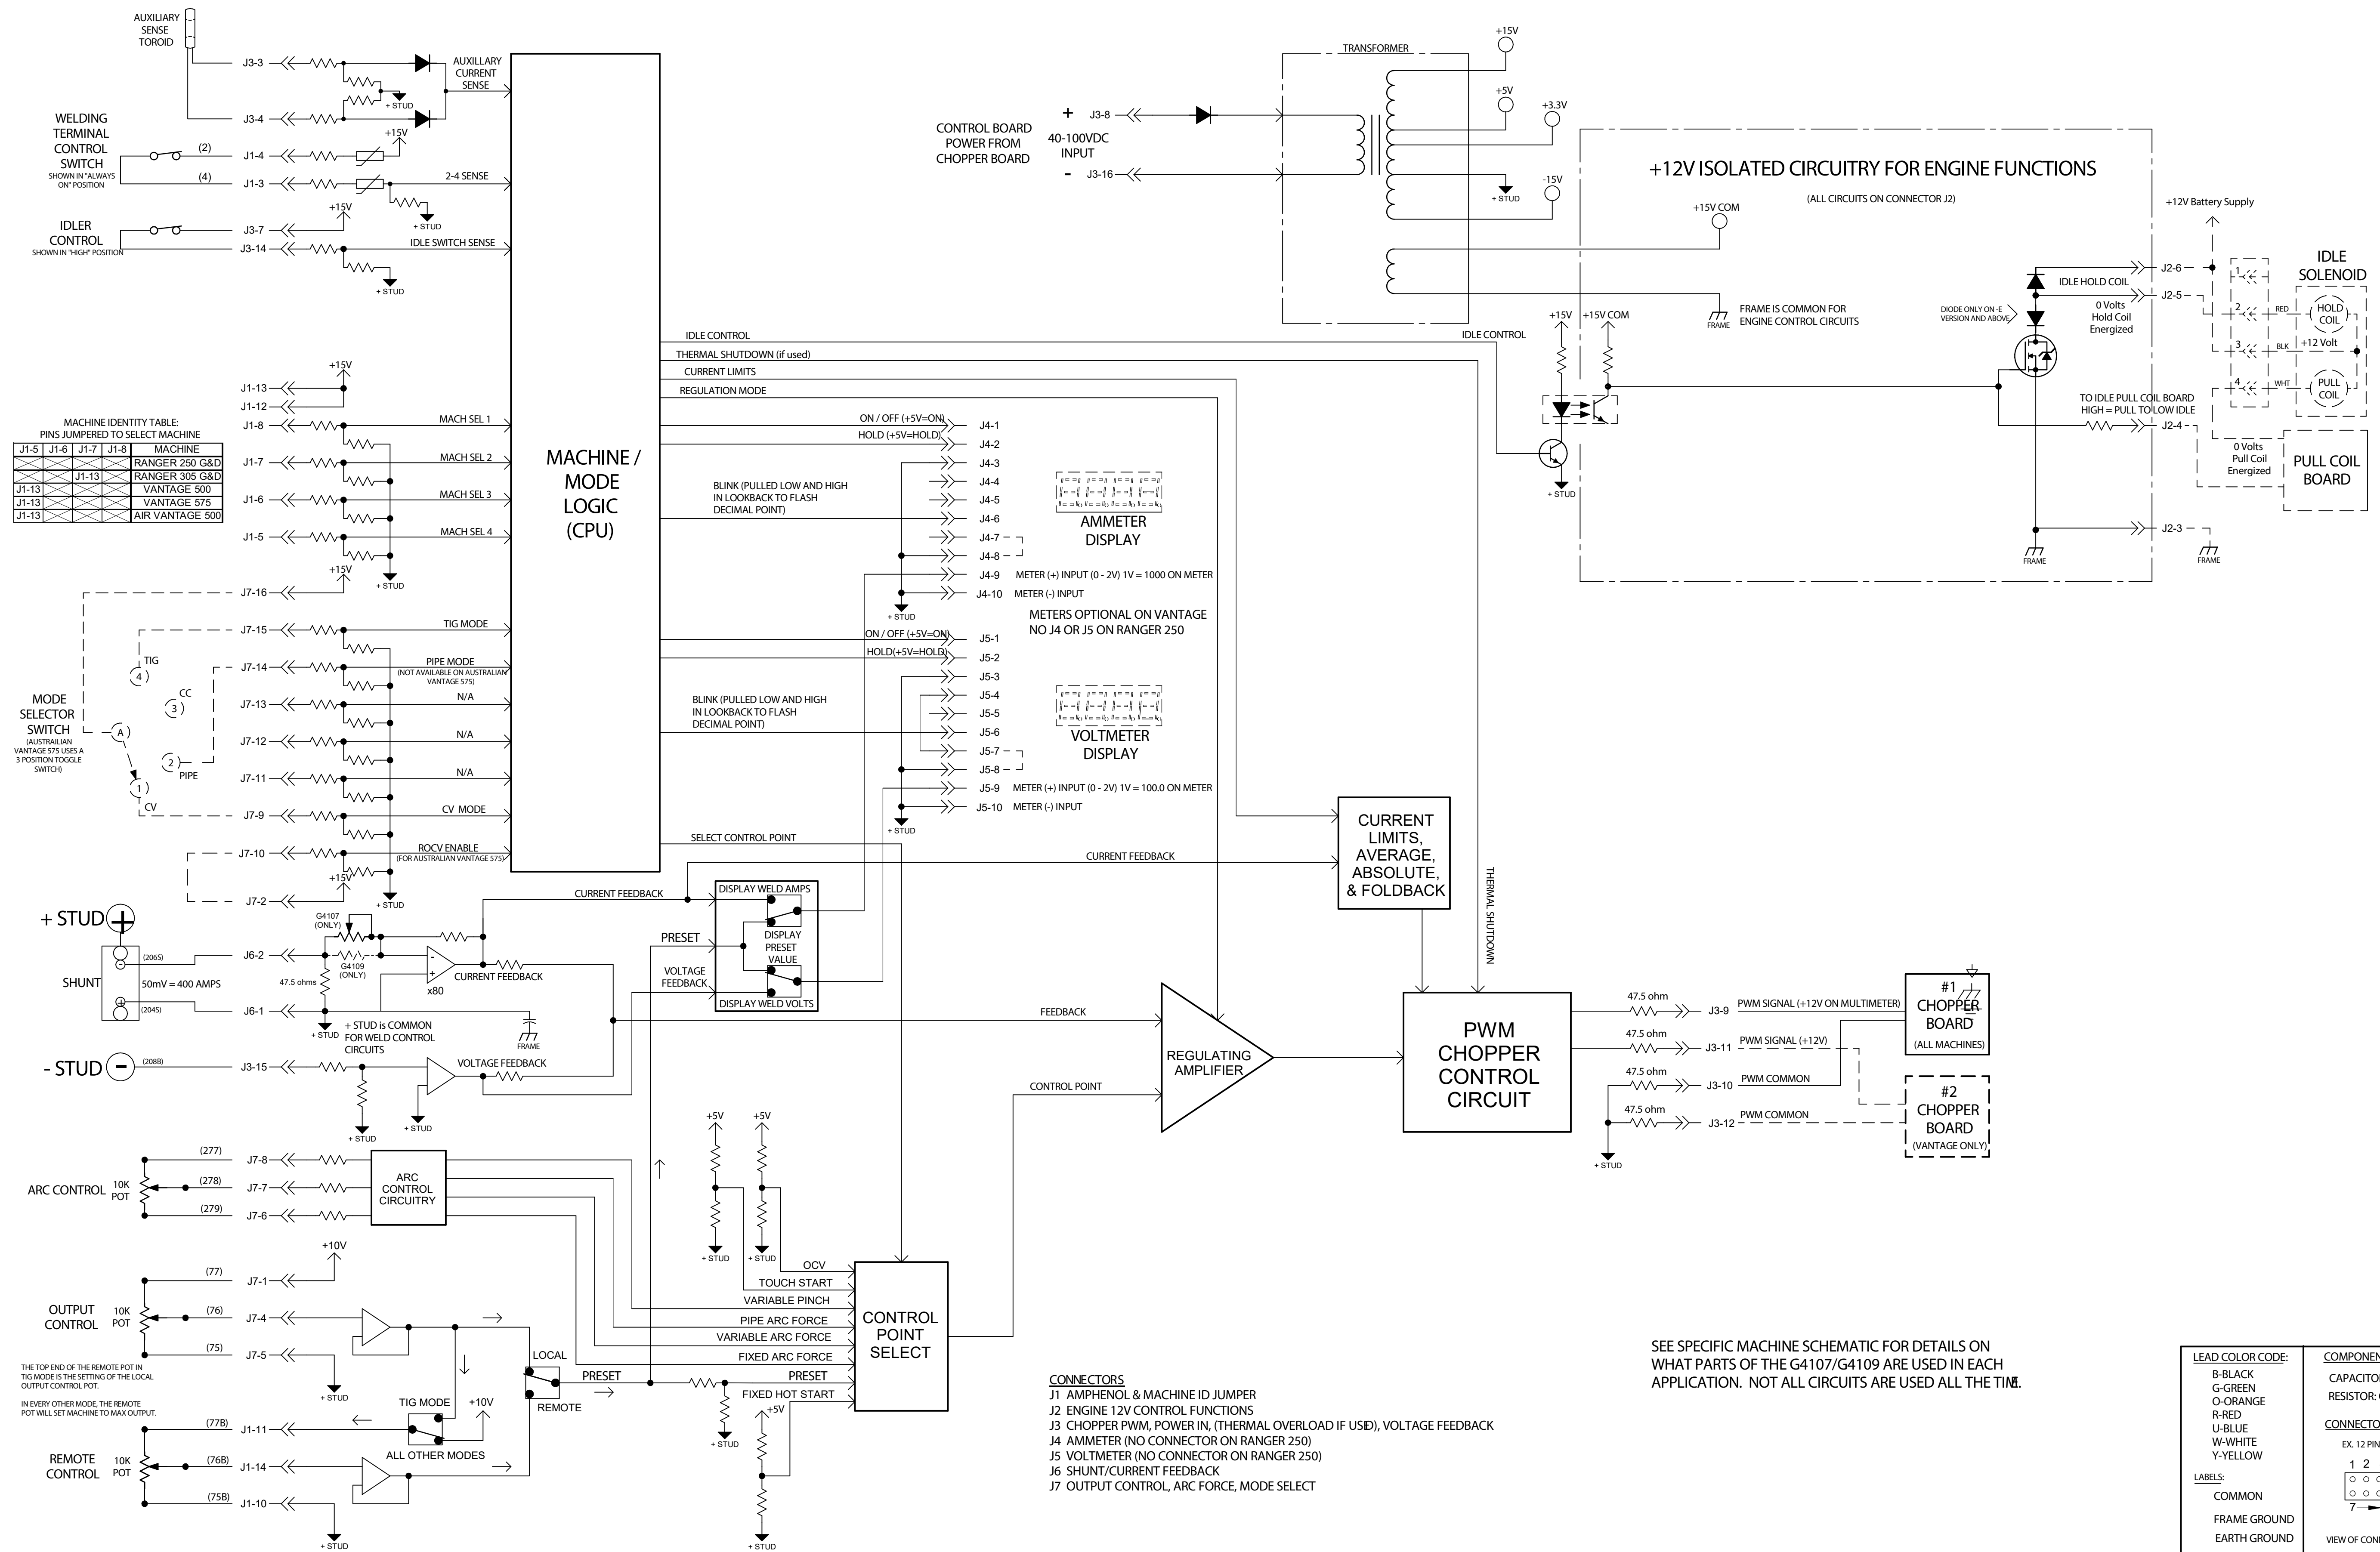 AUXILIARY
SENSE
TOROID
J3-3
AUXILLARY
CURRENT
SENSE
+ STUD
J3-4
WELDING
TERMINAL
CONTROL
SWITCH
SHOWN IN "ALWAYS
ON" POSITION
+15V
(2)
J1-4
(4)
J1-3
2-4 SENSE
+ STUD
IDLER
CONTROL
SHOWN IN "HIGH" POSITION
+15V
J3-7
J3-14
IDLE SWITCH SENSE
+ STUD
+15V
J1-13
J1-12
MACHINE IDENTITY TABLE:
PINS JUMPERED TO SELECT MACHINE
J1-5 J1-6 J1-7 J1-8 MACHINE
RANGER 250 G&D
J1-13 RANGER 305 G&D
J1-13 VANTAGE 500
J1-13 VANTAGE 575
J1-13 AIR VANTAGE 500
J1-8
MACH SEL 1
J1-7
MACH SEL 2
J1-6
MACH SEL 3
J1-5
MACH SEL 4
+ STUD
+15V
J7-16
J7-15
TIG MODE
J7-14
PIPE MODE
(NOT AVAILABLE ON AUSTRALIAN
VANTAGE 575)
J7-13
N/A
J7-12
N/A
J7-11
N/A
J7-9
CV MODE
J7-10
ROCV ENABLE
(FOR AUSTRALIAN VANTAGE 575)
+15V
J7-2
+ STUD
MODE
SELECTOR
SWITCH
(AUSTRAILIAN
VANTAGE 575 USES A
3 POSITION TOGGLE
SWITCH)
TIG
4
CC
3
A
2
PIPE
1
CV
MACHINE /
MODE
LOGIC
(CPU)
IDLE CONTROL
THERMAL SHUTDOWN (if used)
CURRENT LIMITS
REGULATION MODE
ON / OFF (+5V=ON)
HOLD (+5V=HOLD)
BLINK (PULLED LOW AND HIGH
IN LOOKBACK TO FLASH
DECIMAL POINT)
J4-1
J4-2
J4-3
J4-4
J4-5
J4-6
J4-7
J4-8
J4-9 METER (+) INPUT (0 - 2V) 1V = 1000 ON METER
J4-10 METER (-) INPUT
+ STUD
AMMETER
DISPLAY
METERS OPTIONAL ON VANTAGE
NO J4 OR J5 ON RANGER 250
ON / OFF (+5V=ON)
HOLD(+5V=HOLD)
BLINK (PULLED LOW AND HIGH
IN LOOKBACK TO FLASH
DECIMAL POINT)
J5-1
J5-2
J5-3
J5-4
J5-5
J5-6
J5-7
J5-8
J5-9 METER (+) INPUT (0 - 2V) 1V = 100.0 ON METER
J5-10 METER (-) INPUT
+ STUD
VOLTMETER
DISPLAY
SELECT CONTROL POINT
CURRENT FEEDBACK
CONTROL BOARD
POWER FROM
CHOPPER BOARD
+ J3-8
40-100VDC
INPUT
- J3-16
TRANSFORMER
+15V
+5V
+3.3V
+ STUD
-15V
+12V ISOLATED CIRCUITRY FOR ENGINE FUNCTIONS
(ALL CIRCUITS ON CONNECTOR J2)
+15V COM
FRAME
FRAME IS COMMON FOR
ENGINE CONTROL CIRCUITS
+15V
+15V COM
IDLE CONTROL
+ STUD
DIODE ONLY ON -E
VERSION AND ABOVE
IDLE HOLD COIL
0 Volts
Hold Coil
Energized
+12V Battery Supply
J2-6
J2-5
TO IDLE PULL COIL BOARD
HIGH = PULL TO LOW IDLE
J2-4
J2-3
FRAME
FRAME
1
2
3
4
RED
BLK
WHT
IDLE
SOLENOID
HOLD
COIL
+12 Volt
PULL
COIL
0 Volts
Pull Coil
Energized
PULL COIL
BOARD
+ STUD
SHUNT
(206S)
50mV = 400 AMPS
(204S)
J6-2
J6-1
G4107
(ONLY)
G4109
(ONLY)
47.5 ohms
-
+
x80
CURRENT FEEDBACK
CURRENT FEEDBACK
+ STUD
+ STUD is COMMON
FOR WELD CONTROL
CIRCUITS
FRAME
- STUD
(208B)
J3-15
VOLTAGE FEEDBACK
+ STUD
+ STUD
DISPLAY WELD AMPS
DISPLAY
PRESET
VALUE
DISPLAY WELD VOLTS
PRESET
VOLTAGE
FEEDBACK
CURRENT
LIMITS,
AVERAGE,
ABSOLUTE,
& FOLDBACK
THERMAL SHUTDOWN
FEEDBACK
CONTROL POINT
REGULATING
AMPLIFIER
PWM
CHOPPER
CONTROL
CIRCUIT
47.5 ohm
J3-9
PWM SIGNAL (+12V ON MULTIMETER)
47.5 ohm
J3-11
PWM SIGNAL (+12V)
47.5 ohm
J3-10
PWM COMMON
47.5 ohm
J3-12
PWM COMMON
+ STUD
#1
CHOPPER
BOARD
(ALL MACHINES)
#2
CHOPPER
BOARD
(VANTAGE ONLY)
ARC CONTROL
10K
POT
(277)
J7-8
(278)
J7-7
(279)
J7-6
ARC
CONTROL
CIRCUITRY
+5V
+5V
+ STUD
+ STUD
OUTPUT
CONTROL
10K
POT
+10V
(77)
J7-1
(76)
J7-4
(75)
J7-5
+ STUD
THE TOP END OF THE REMOTE POT IN
TIG MODE IS THE SETTING OF THE LOCAL
OUTPUT CONTROL POT.
IN EVERY OTHER MODE, THE REMOTE
POT WILL SET MACHINE TO MAX OUTPUT.
REMOTE
CONTROL
10K
POT
(77B)
J1-11
(76B)
J1-14
(75B)
J1-10
+ STUD
TIG MODE
+10V
ALL OTHER MODES
LOCAL
REMOTE
PRESET
OCV
TOUCH START
VARIABLE PINCH
PIPE ARC FORCE
VARIABLE ARC FORCE
FIXED ARC FORCE
PRESET
FIXED HOT START
+5V
+ STUD
+ STUD
CONTROL
POINT
SELECT
CONNECTORS
J1 AMPHENOL & MACHINE ID JUMPER
J2 ENGINE 12V CONTROL FUNCTIONS
J3 CHOPPER PWM, POWER IN, (THERMAL OVERLOAD IF USED), VOLTAGE FEEDBACK
J4 AMMETER (NO CONNECTOR ON RANGER 250)
J5 VOLTMETER (NO CONNECTOR ON RANGER 250)
J6 SHUNT/CURRENT FEEDBACK
J7 OUTPUT CONTROL, ARC FORCE, MODE SELECT
SEE SPECIFIC MACHINE SCHEMATIC FOR DETAILS ON
WHAT PARTS OF THE G4107/G4109 ARE USED IN EACH
APPLICATION. NOT ALL CIRCUITS ARE USED ALL THE TIME.
LEAD COLOR CODE:
B-BLACK
G-GREEN
O-ORANGE
R-RED
U-BLUE
W-WHITE
Y-YELLOW
LABELS:
COMMON
FRAME GROUND
EARTH GROUND
COMPONEN
CAPACITO
RESISTOR:
CONNECTO
EX. 12 PIN
1 2
7
VIEW OF CON